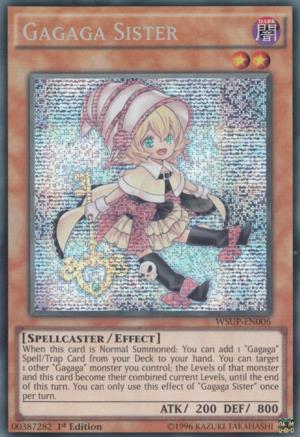 Gagaga Sister
DARK
闇
WSUP-EN006
[Spellcaster / Effect]
When this card is Normal Summoned: You can add 1 "Gagaga"
Spell/Trap Card from your Deck to your hand. You can target
1 other "Gagaga" monster you control; the Levels of that monster
and this card become their combined current Levels, until the end
of this turn. You can only use this effect of "Gagaga Sister" once
per turn.
ATK/ 200 DEF/ 800
00387282 1st Edition ©1996 KAZUKI TAKAHASHI